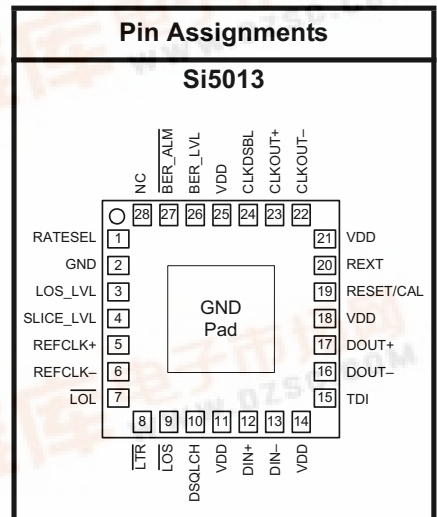 Pin Assignments
Si5013
NC
BER_ALM
BER_LVL
VDD
CLKDSBL
CLKOUT+
CLKOUT–
28 27 26 25 24 23 22
RATESEL 1
GND 2
LOS_LVL 3
SLICE_LVL 4
REFCLK+ 5
REFCLK– 6
LOL 7
GND
Pad
21 VDD
20 REXT
19 RESET/CAL
18 VDD
17 DOUT+
16 DOUT–
15 TDI
8 9 10 11 12 13 14
LTR
LOS
DSQLCH
VDD
DIN+
DIN–
VDD